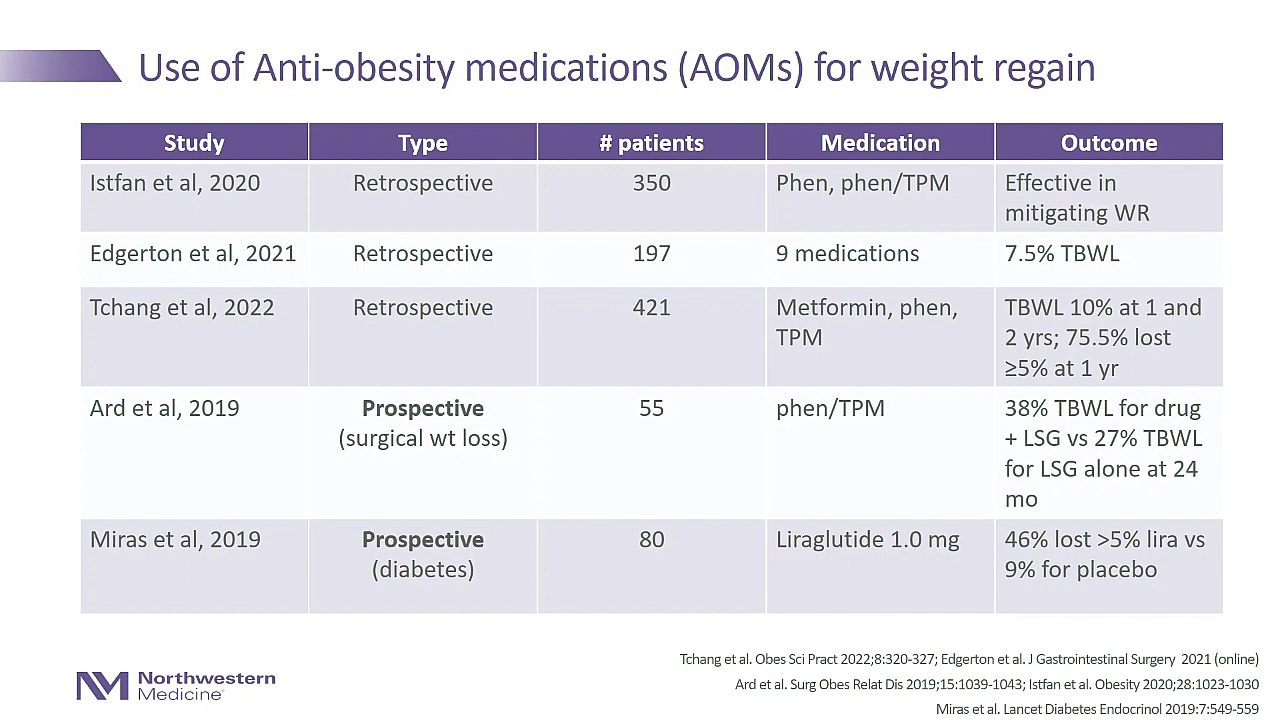 Use of Anti-obesity medications (AOMs) for weight regain
Study Type # patients Medication Outcome
Istfan et al, 2020 Retrospective 350 Phen, phen/TPM Effective in
mitigating WR
Edgerton et al, 2021 Retrospective 197 9 medications 7.5% TBWL
Tchang et al, 2022 Retrospective 421 Metformin, phen, TBWL 10% at 1 and
TPM 2 yrs; 75.5% lost
≥5% at 1 yr
Ard et al, 2019 Prospective 55 phen/TPM 38% TBWL for drug
(surgical wt loss) + LSG vs 27% TBWL
for LSG alone at 24
mo
Miras et al, 2019 Prospective 80 Liraglutide 1.0 mg 46% lost >5% lira vs
(diabetes) 9% for placebo
Tchang et al. Obes Sci Pract 2022;8:320-327; Edgerton et al. J Gastrointestinal Surgery 2021 (online)
Ard et al. Surg Obes Relat Dis 2019;15:1039-1043; Istfan et al. Obesity 2020;28:1023-1030
Miras et al. Lancet Diabetes Endocrinol 2019:7:549-559
Northwestern
Medicine®